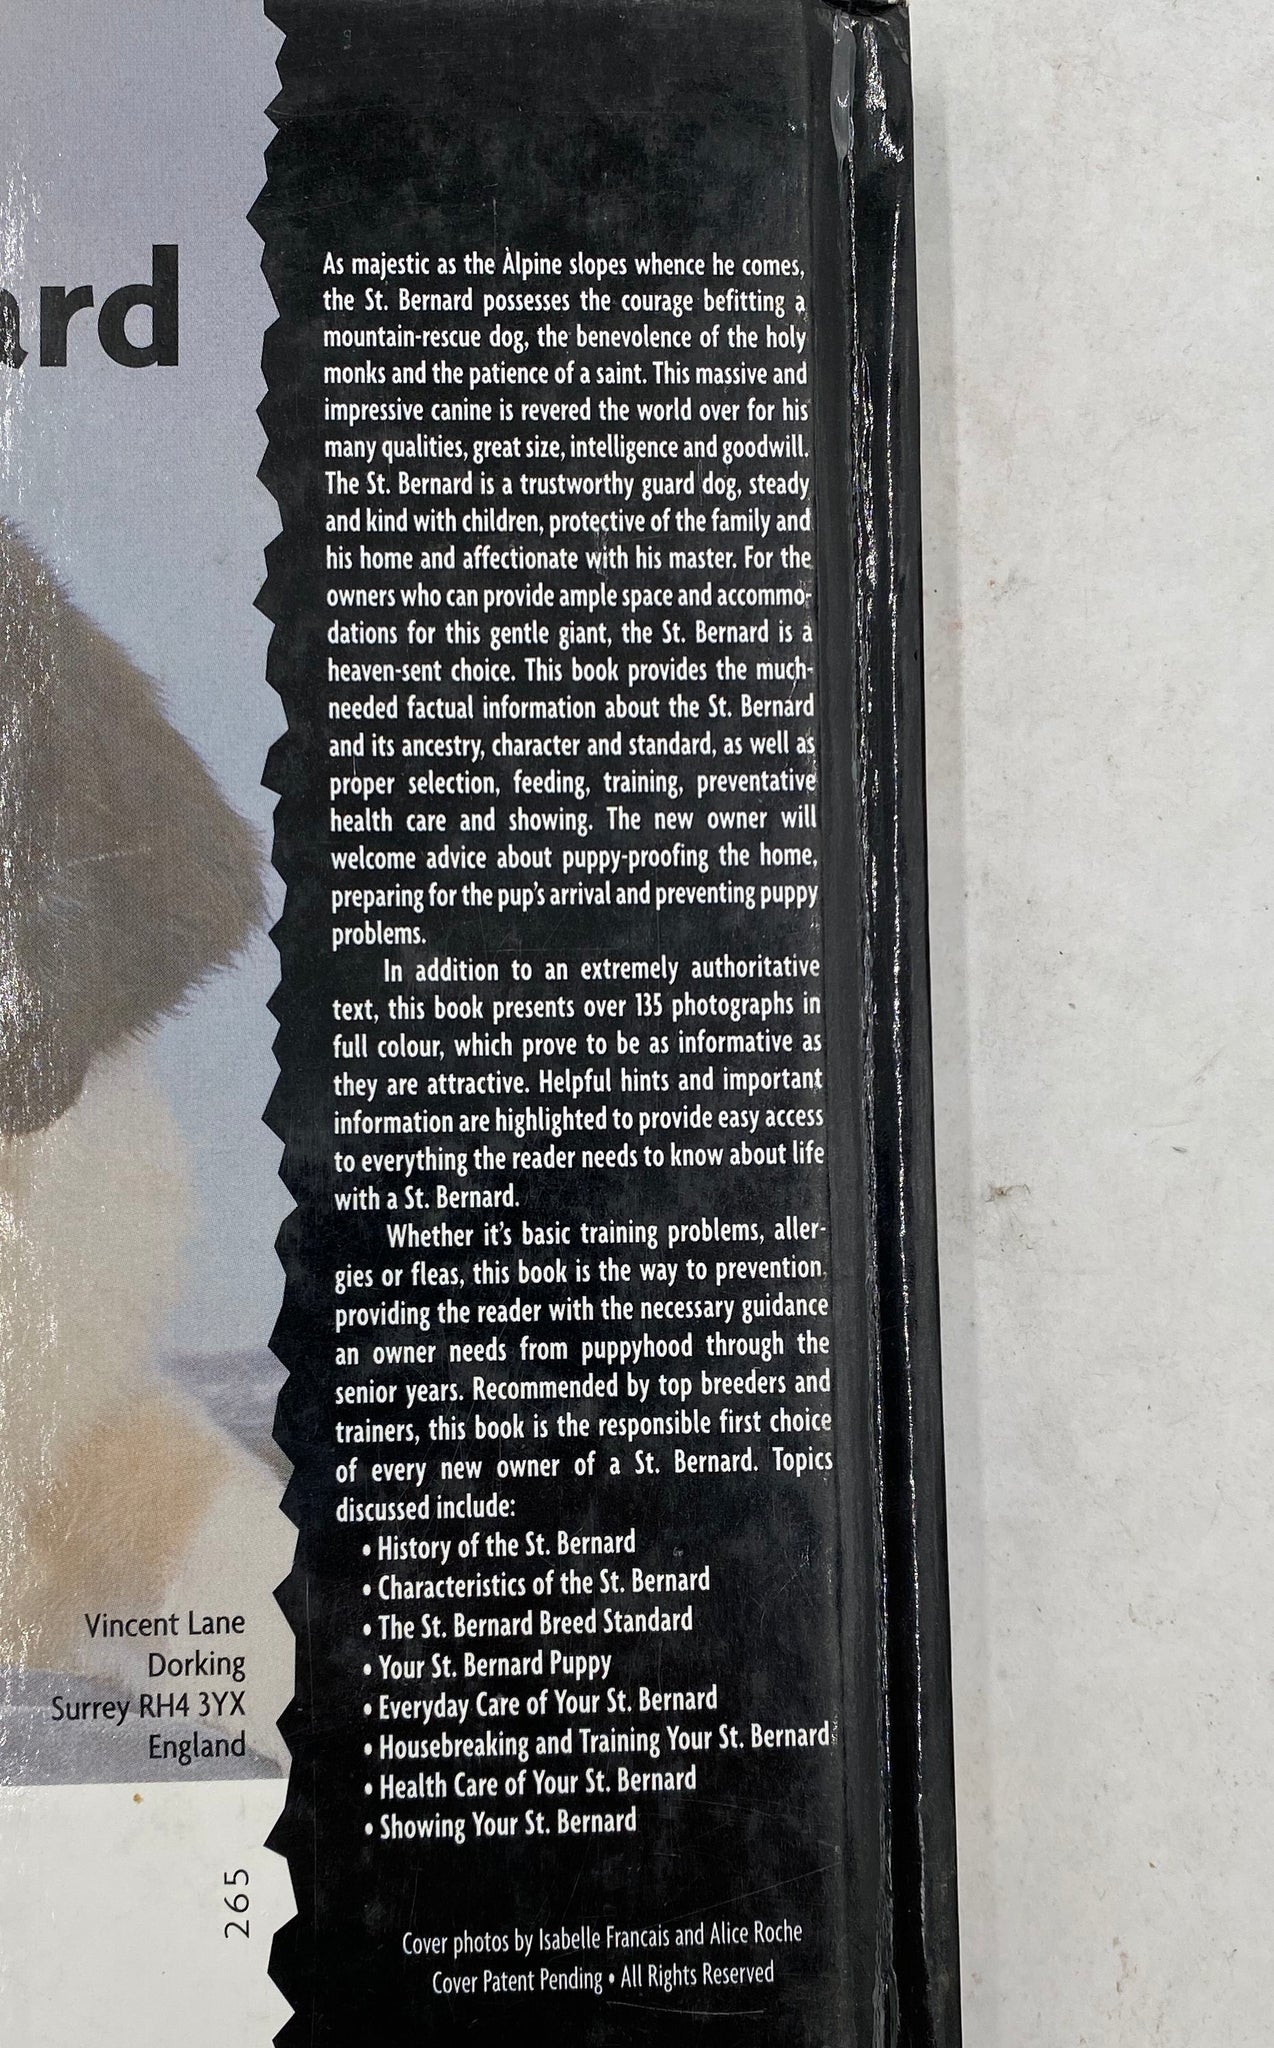 ard
As majestic as the Alpine slopes whence he comes,
the St. Bernard possesses the courage befitting a
mountain-rescue dog, the benevolence of the holy
monks and the patience of a saint. This massive and
impressive canine is revered the world over for his
many qualities, great size, intelligence and goodwill.
The St. Bernard is a trustworthy guard dog, steady
and kind with children, protective of the family and
his home and affectionate with his master. For the
owners who can provide ample space and accommo-
dations for this gentle giant, the St. Bernard is a
heaven-sent choice. This book provides the much-
needed factual information about the St. Bernard
and its ancestry, character and standard, as well as
proper selection, feeding, training, preventative
health care and showing. The new owner will
welcome advice about puppy-proofing the home,
preparing for the pup's arrival and preventing puppy
problems.
In addition to an extremely authoritative
text, this book presents over 135 photographs in
full colour, which prove to be as informative as
they are attractive. Helpful hints and important
information are highlighted to provide easy access
to everything the reader needs to know about life
with a St. Bernard.
Whether it's basic training problems, aller-
gies or fleas, this book is the way to prevention,
providing the reader with the necessary guidance
an owner needs from puppyhood through the
senior years. Recommended by top breeders and
trainers, this book is the responsible first choice
of every new owner of a St. Bernard. Topics
discussed include:
• History of the St. Bernard
• Characteristics of the St. Bernard
• The St. Bernard Breed Standard
• Your St. Bernard Puppy
• Everyday Care of Your St. Bernard
• Housebreaking and Training Your St. Bernard
• Health Care of Your St. Bernard
• Showing Your St. Bernard
Cover photos by Isabelle Francais and Alice Roche
Cover Patent Pending • All Rights Reserved
Vincent Lane
Dorking
Surrey RH4 3YX
England
265